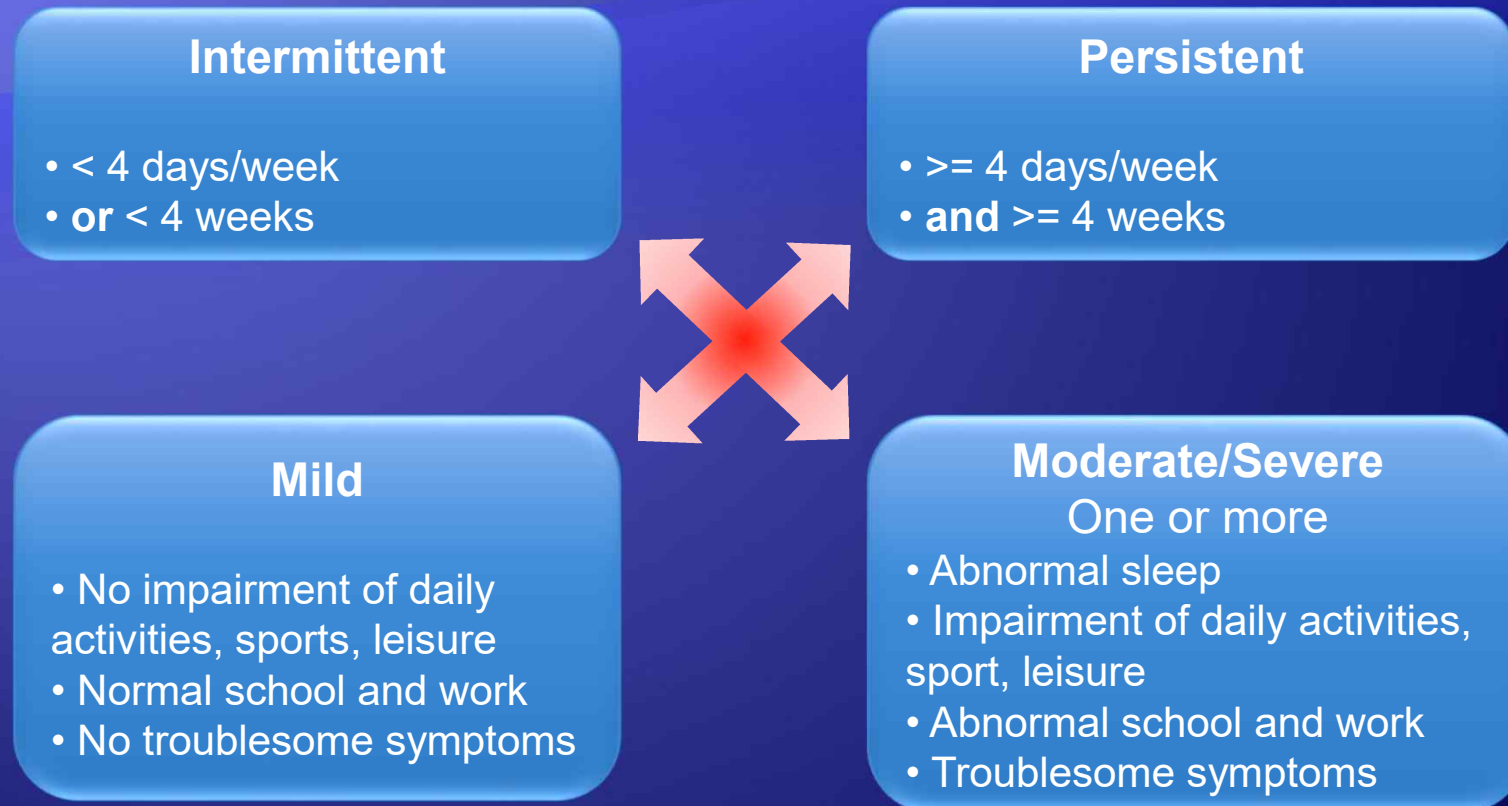 Intermittent
• < 4 days/week
• or < 4 weeks
Persistent
• >= 4 days/week
• and >= 4 weeks
Mild
• No impairment of daily
activities, sports, leisure
• Normal school and work
• No troublesome symptoms
Moderate/Severe
One or more
• Abnormal sleep
• Impairment of daily activities,
sport, leisure
• Abnormal school and work
• Troublesome symptoms